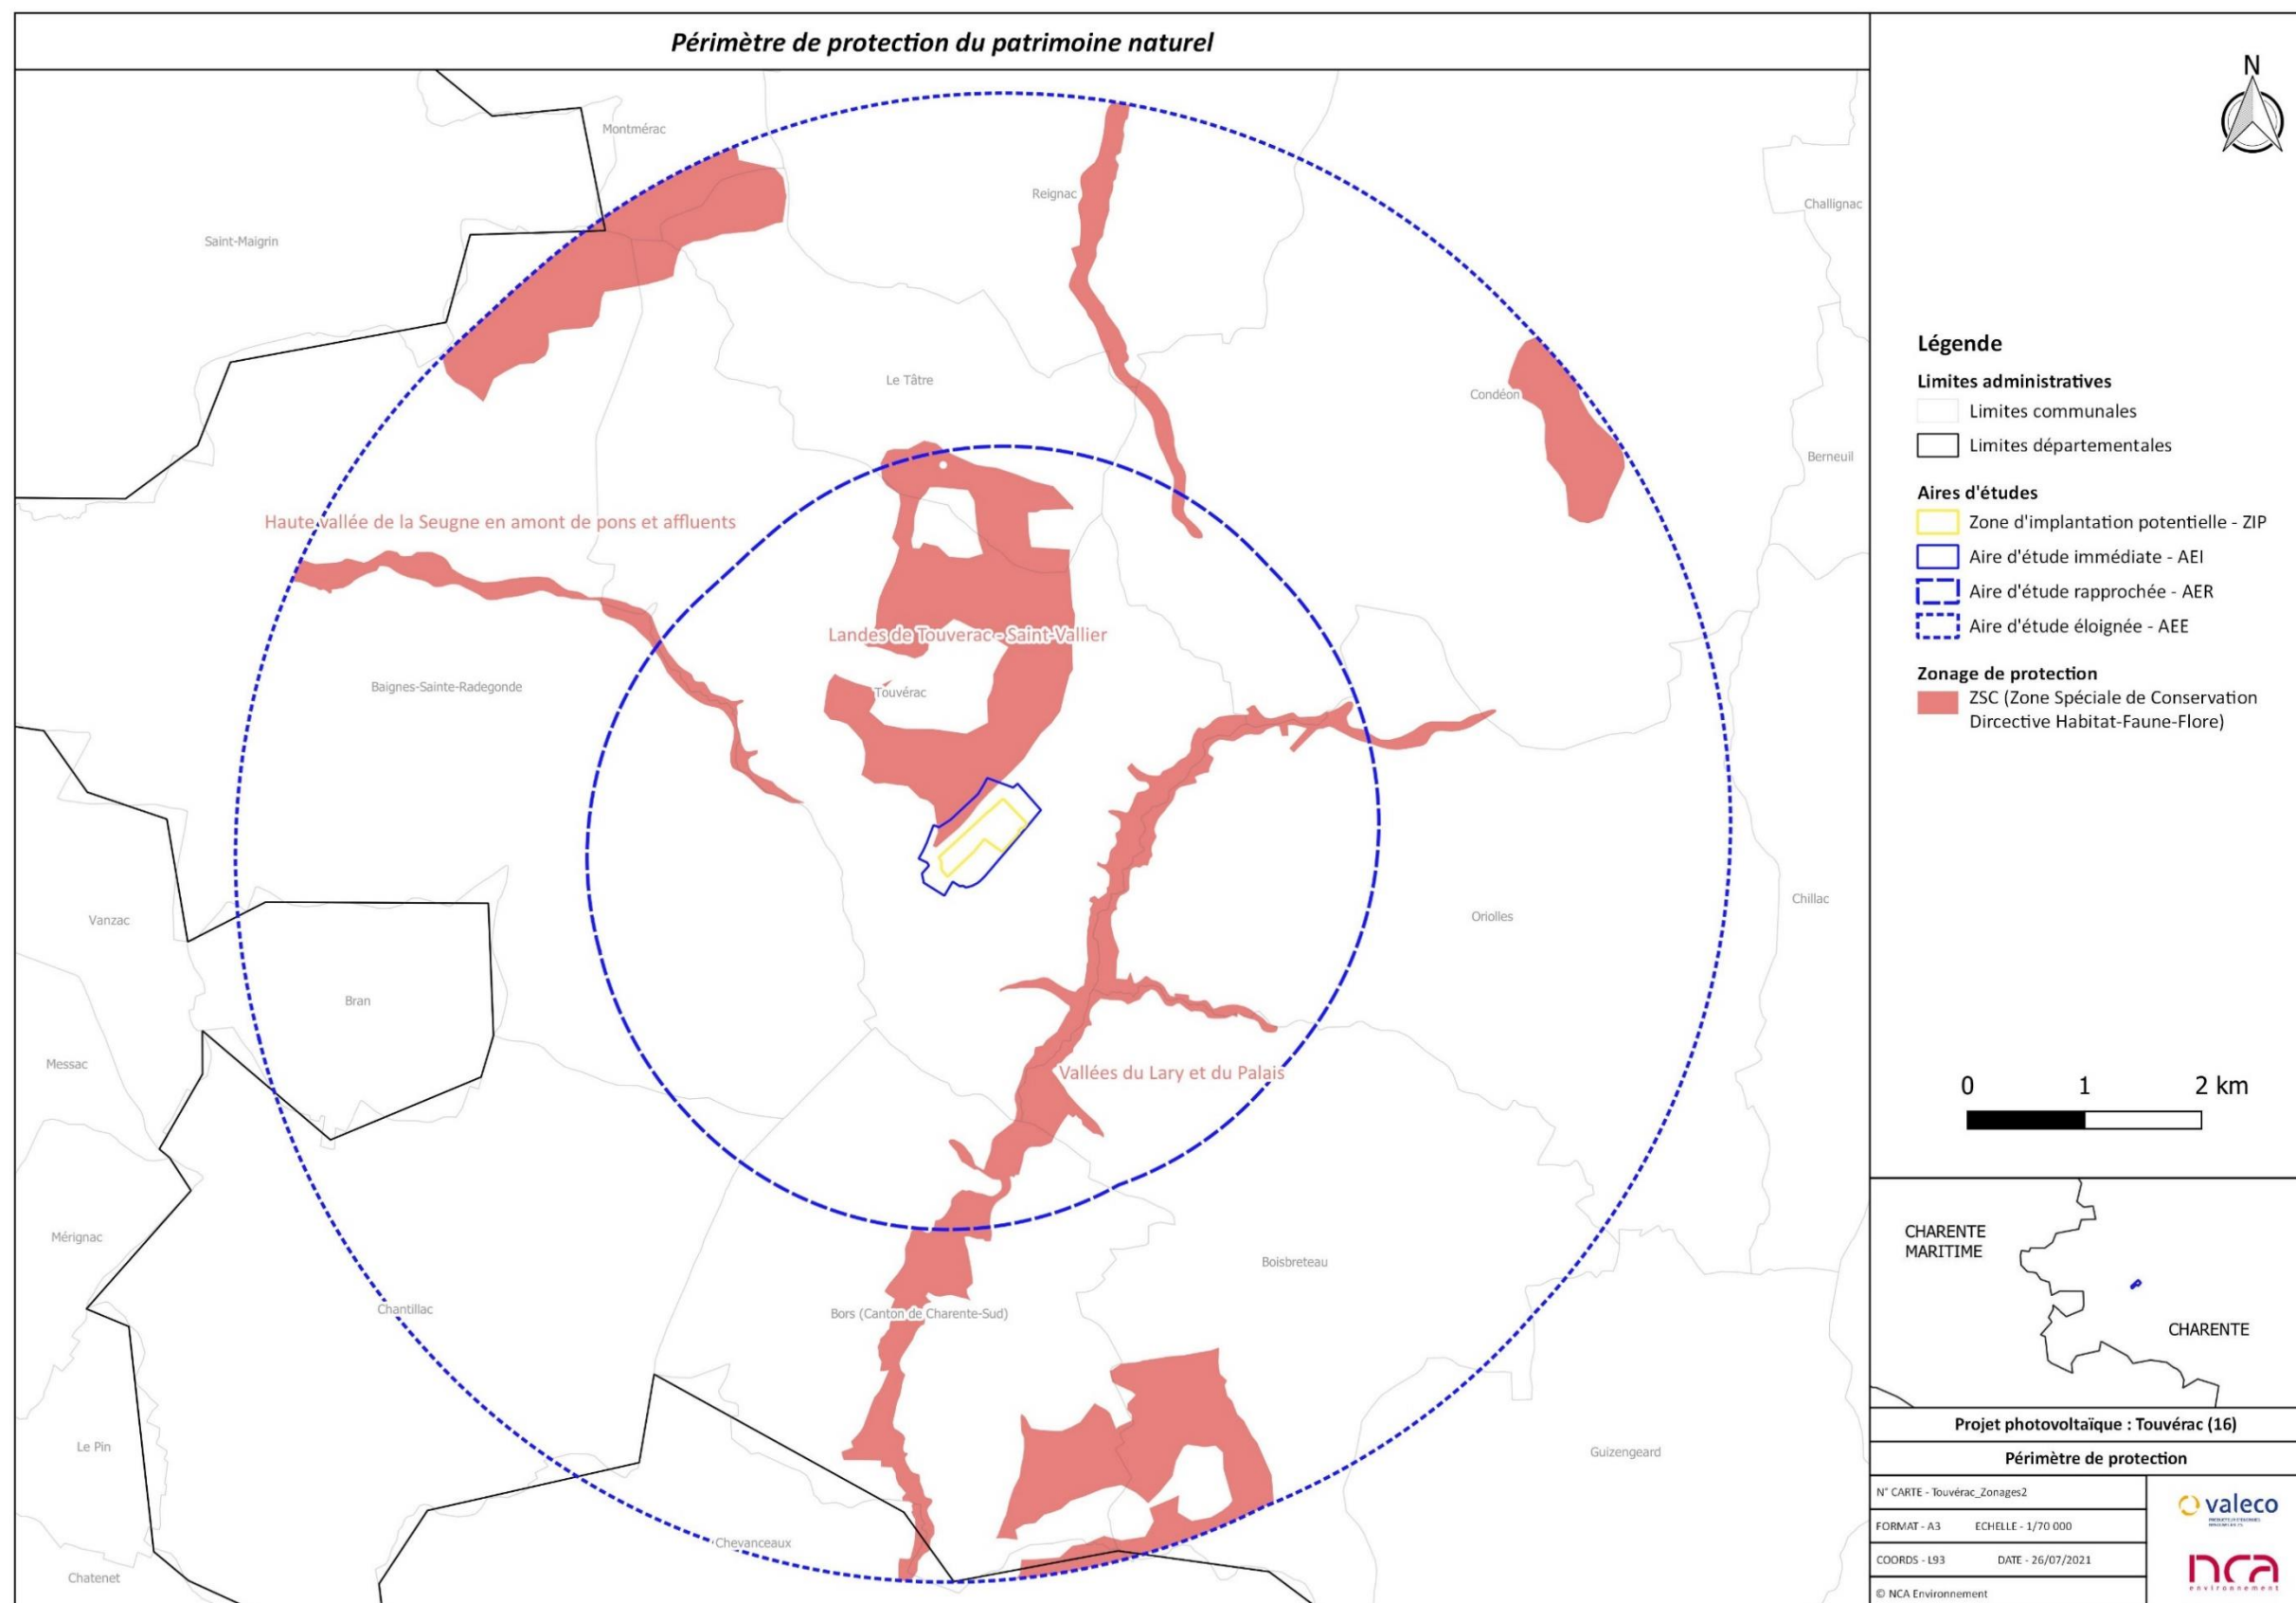 Périmètre de protection du patrimoine naturel
N
Montmérac
Reignac
Challignac
Saint-Maigrin
Le Tâtre
Condéon
Berneuil
Haute vallée de la Seugne en amont de pons et affluents
Landes de Touverac - Saint-Vallier
Baignes-Sainte-Radegonde
Touvérac
Vanzac
Oriolles
Chillac
Bran
Messac
Vallées du Lary et du Palais
Mérignac
Boisbreteau
Chantillac
Bors (Canton de Charente-Sud)
Le Pin
Guizengeard
Chevanceaux
Chatenet
Légende
Limites administratives
Limites communales
Limites départementales
Aires d'études
Zone d'implantation potentielle - ZIP
Aire d'étude immédiate - AEI
Aire d'étude rapprochée - AER
Aire d'étude éloignée - AEE
Zonage de protection
ZSC (Zone Spéciale de Conservation
Dircective Habitat-Faune-Flore)
0 1 2 km
CHARENTE
MARITIME
CHARENTE
Projet photovoltaïque : Touvérac (16)
Périmètre de protection
N° CARTE - Touvérac_Zonages2
FORMAT - A3 ECHELLE - 1/70 000
COORDS - L93 DATE - 26/07/2021
© NCA Environnement
valeco
nca
environnement